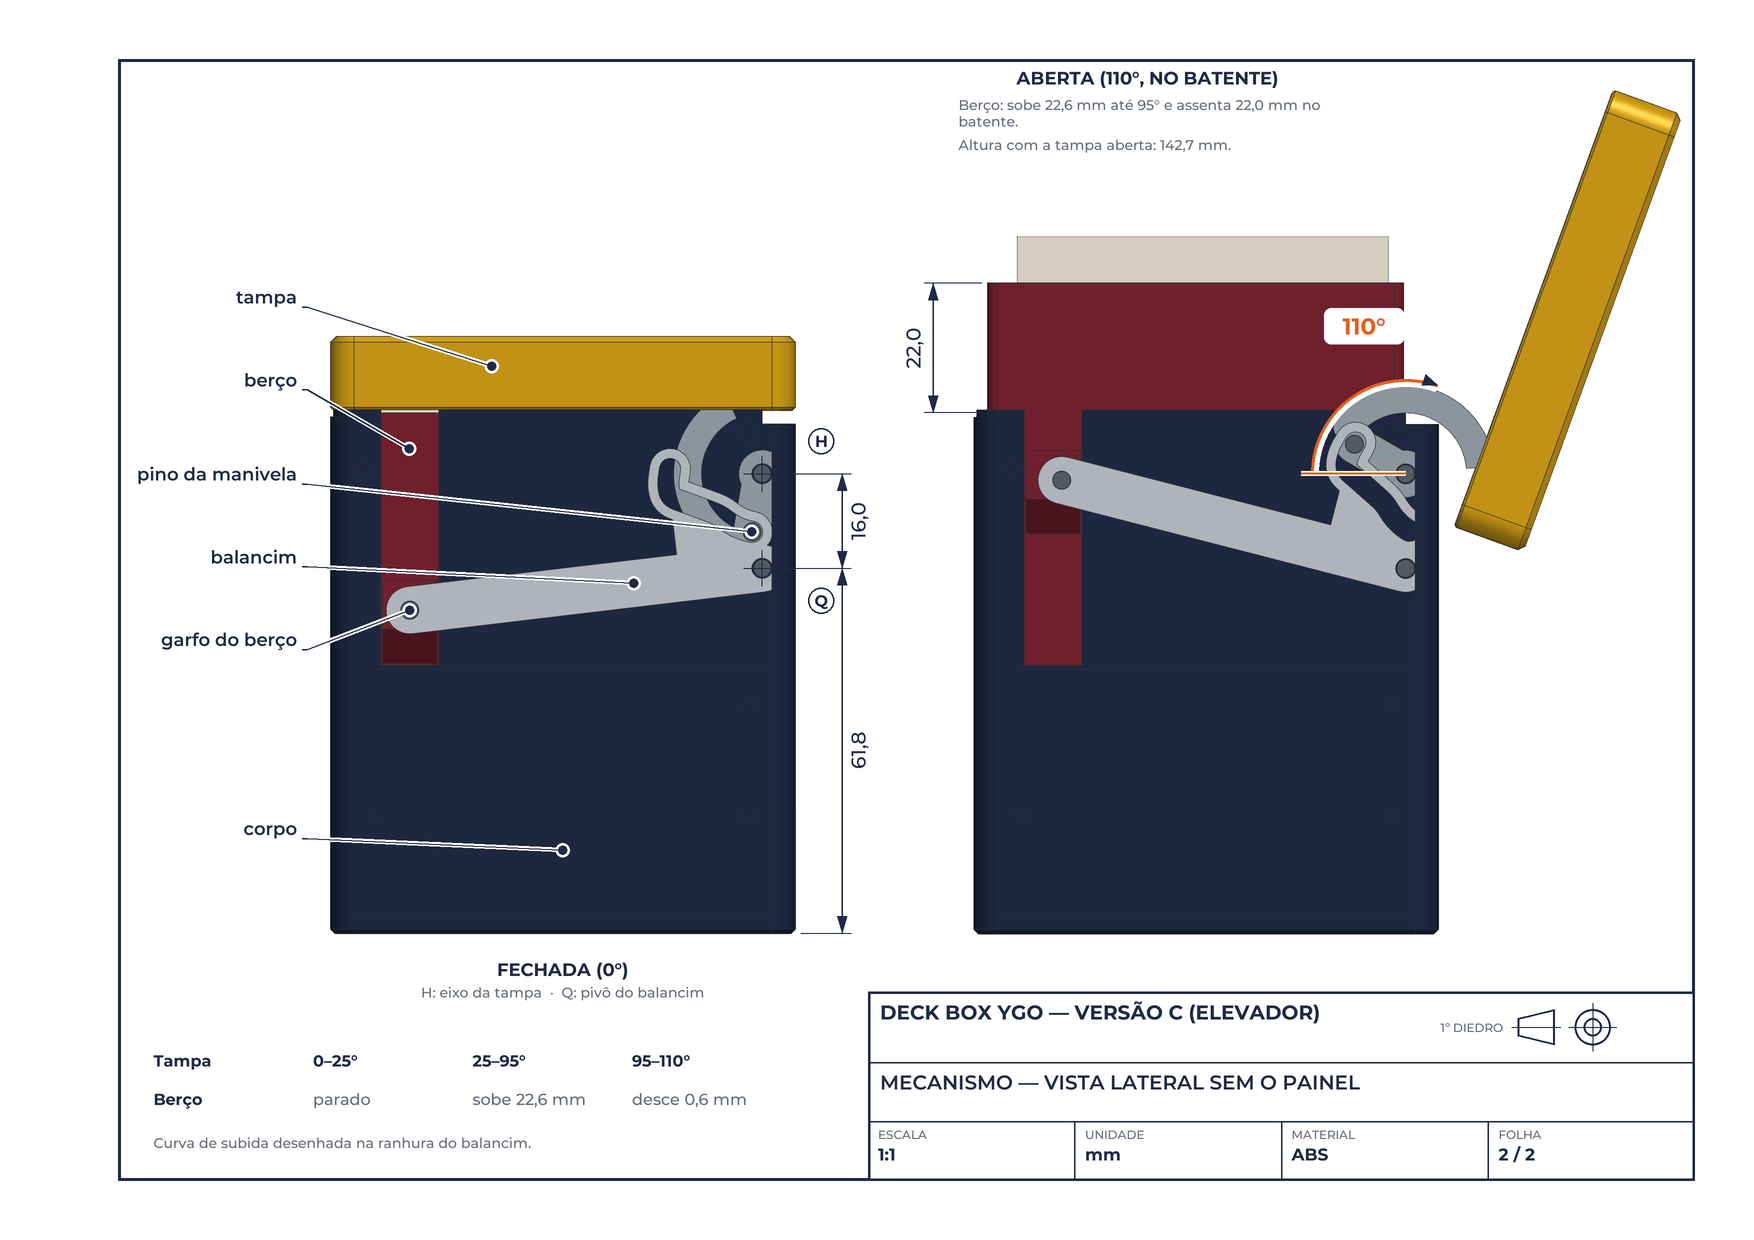 ABERTA (110°, NO BATENTE)
Berço: sobe 22,6 mm até 95° e assenta 22,0 mm no
batente.
Altura com a tampa aberta: 142,7 mm.
tampa
berço
pino da manivela
balancim
garfo do berço
corpo
H
16,0
Q
61,8
22,0
110°
FECHADA (0°)
H: eixo da tampa · Q: pivô do balancim
Tampa 0–25° 25–95° 95–110°
Berço parado sobe 22,6 mm desce 0,6 mm
Curva de subida desenhada na ranhura do balancim.
DECK BOX YGO — VERSÃO C (ELEVADOR)
1º DIEDRO
MECANISMO — VISTA LATERAL SEM O PAINEL
ESCALA UNIDADE MATERIAL FOLHA
1:1 mm ABS 2 / 2